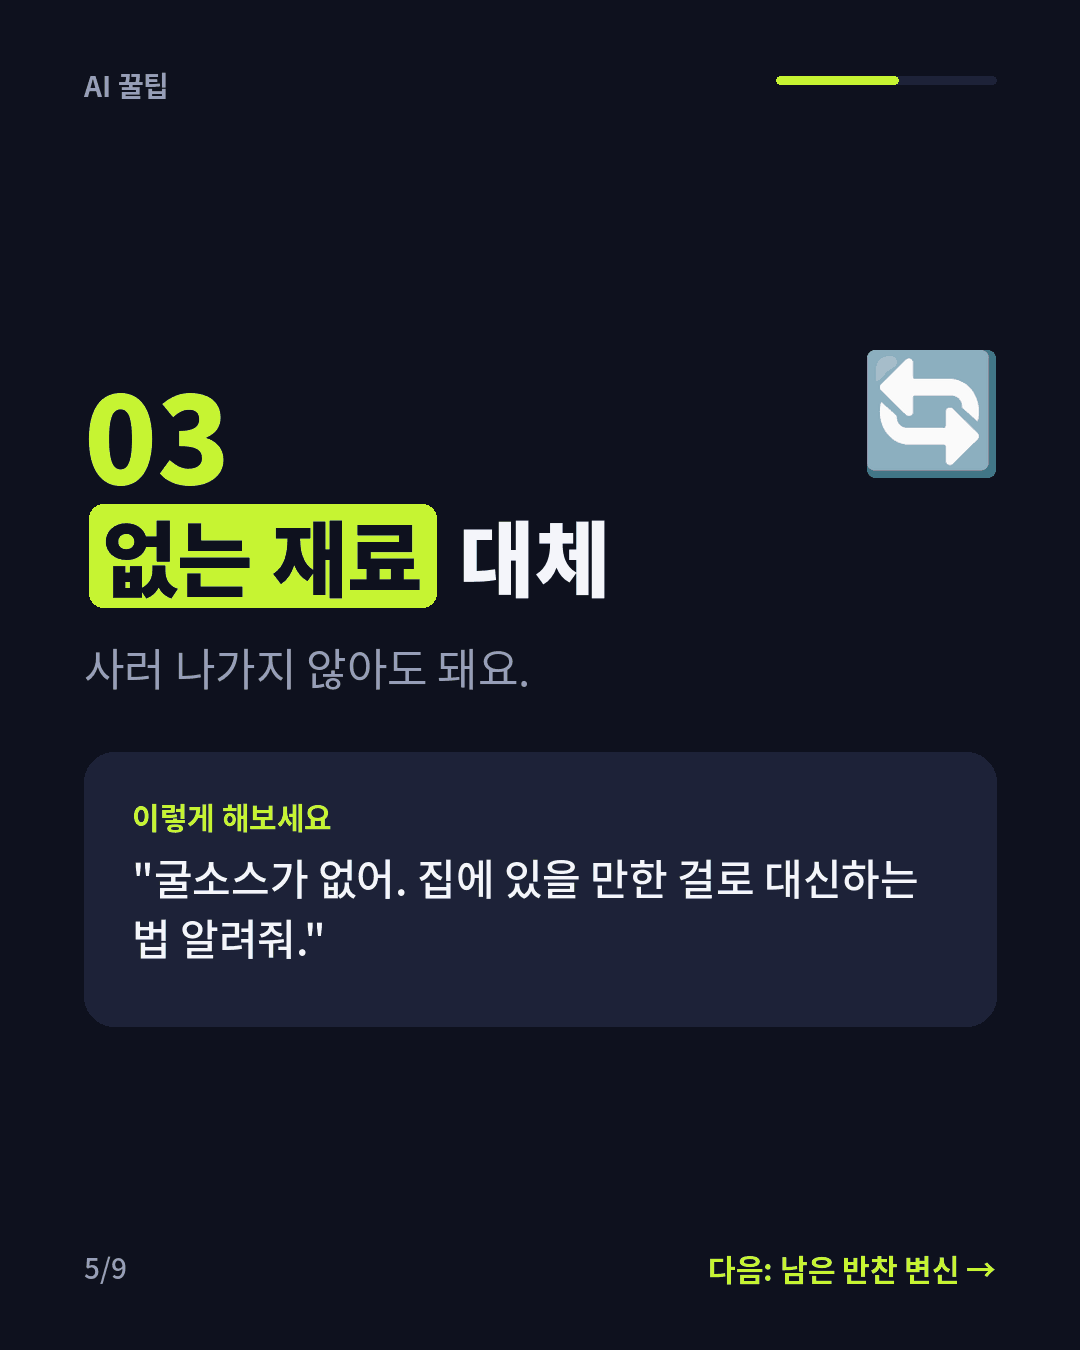 AI 꿀팁
03
없는 재료 대체
사러 나가지 않아도 돼요.
이렇게 해보세요
"굴소스가 없어. 집에 있을 만한 걸로 대신하는
법 알려줘."
5/9
다음: 남은 반찬 변신 →